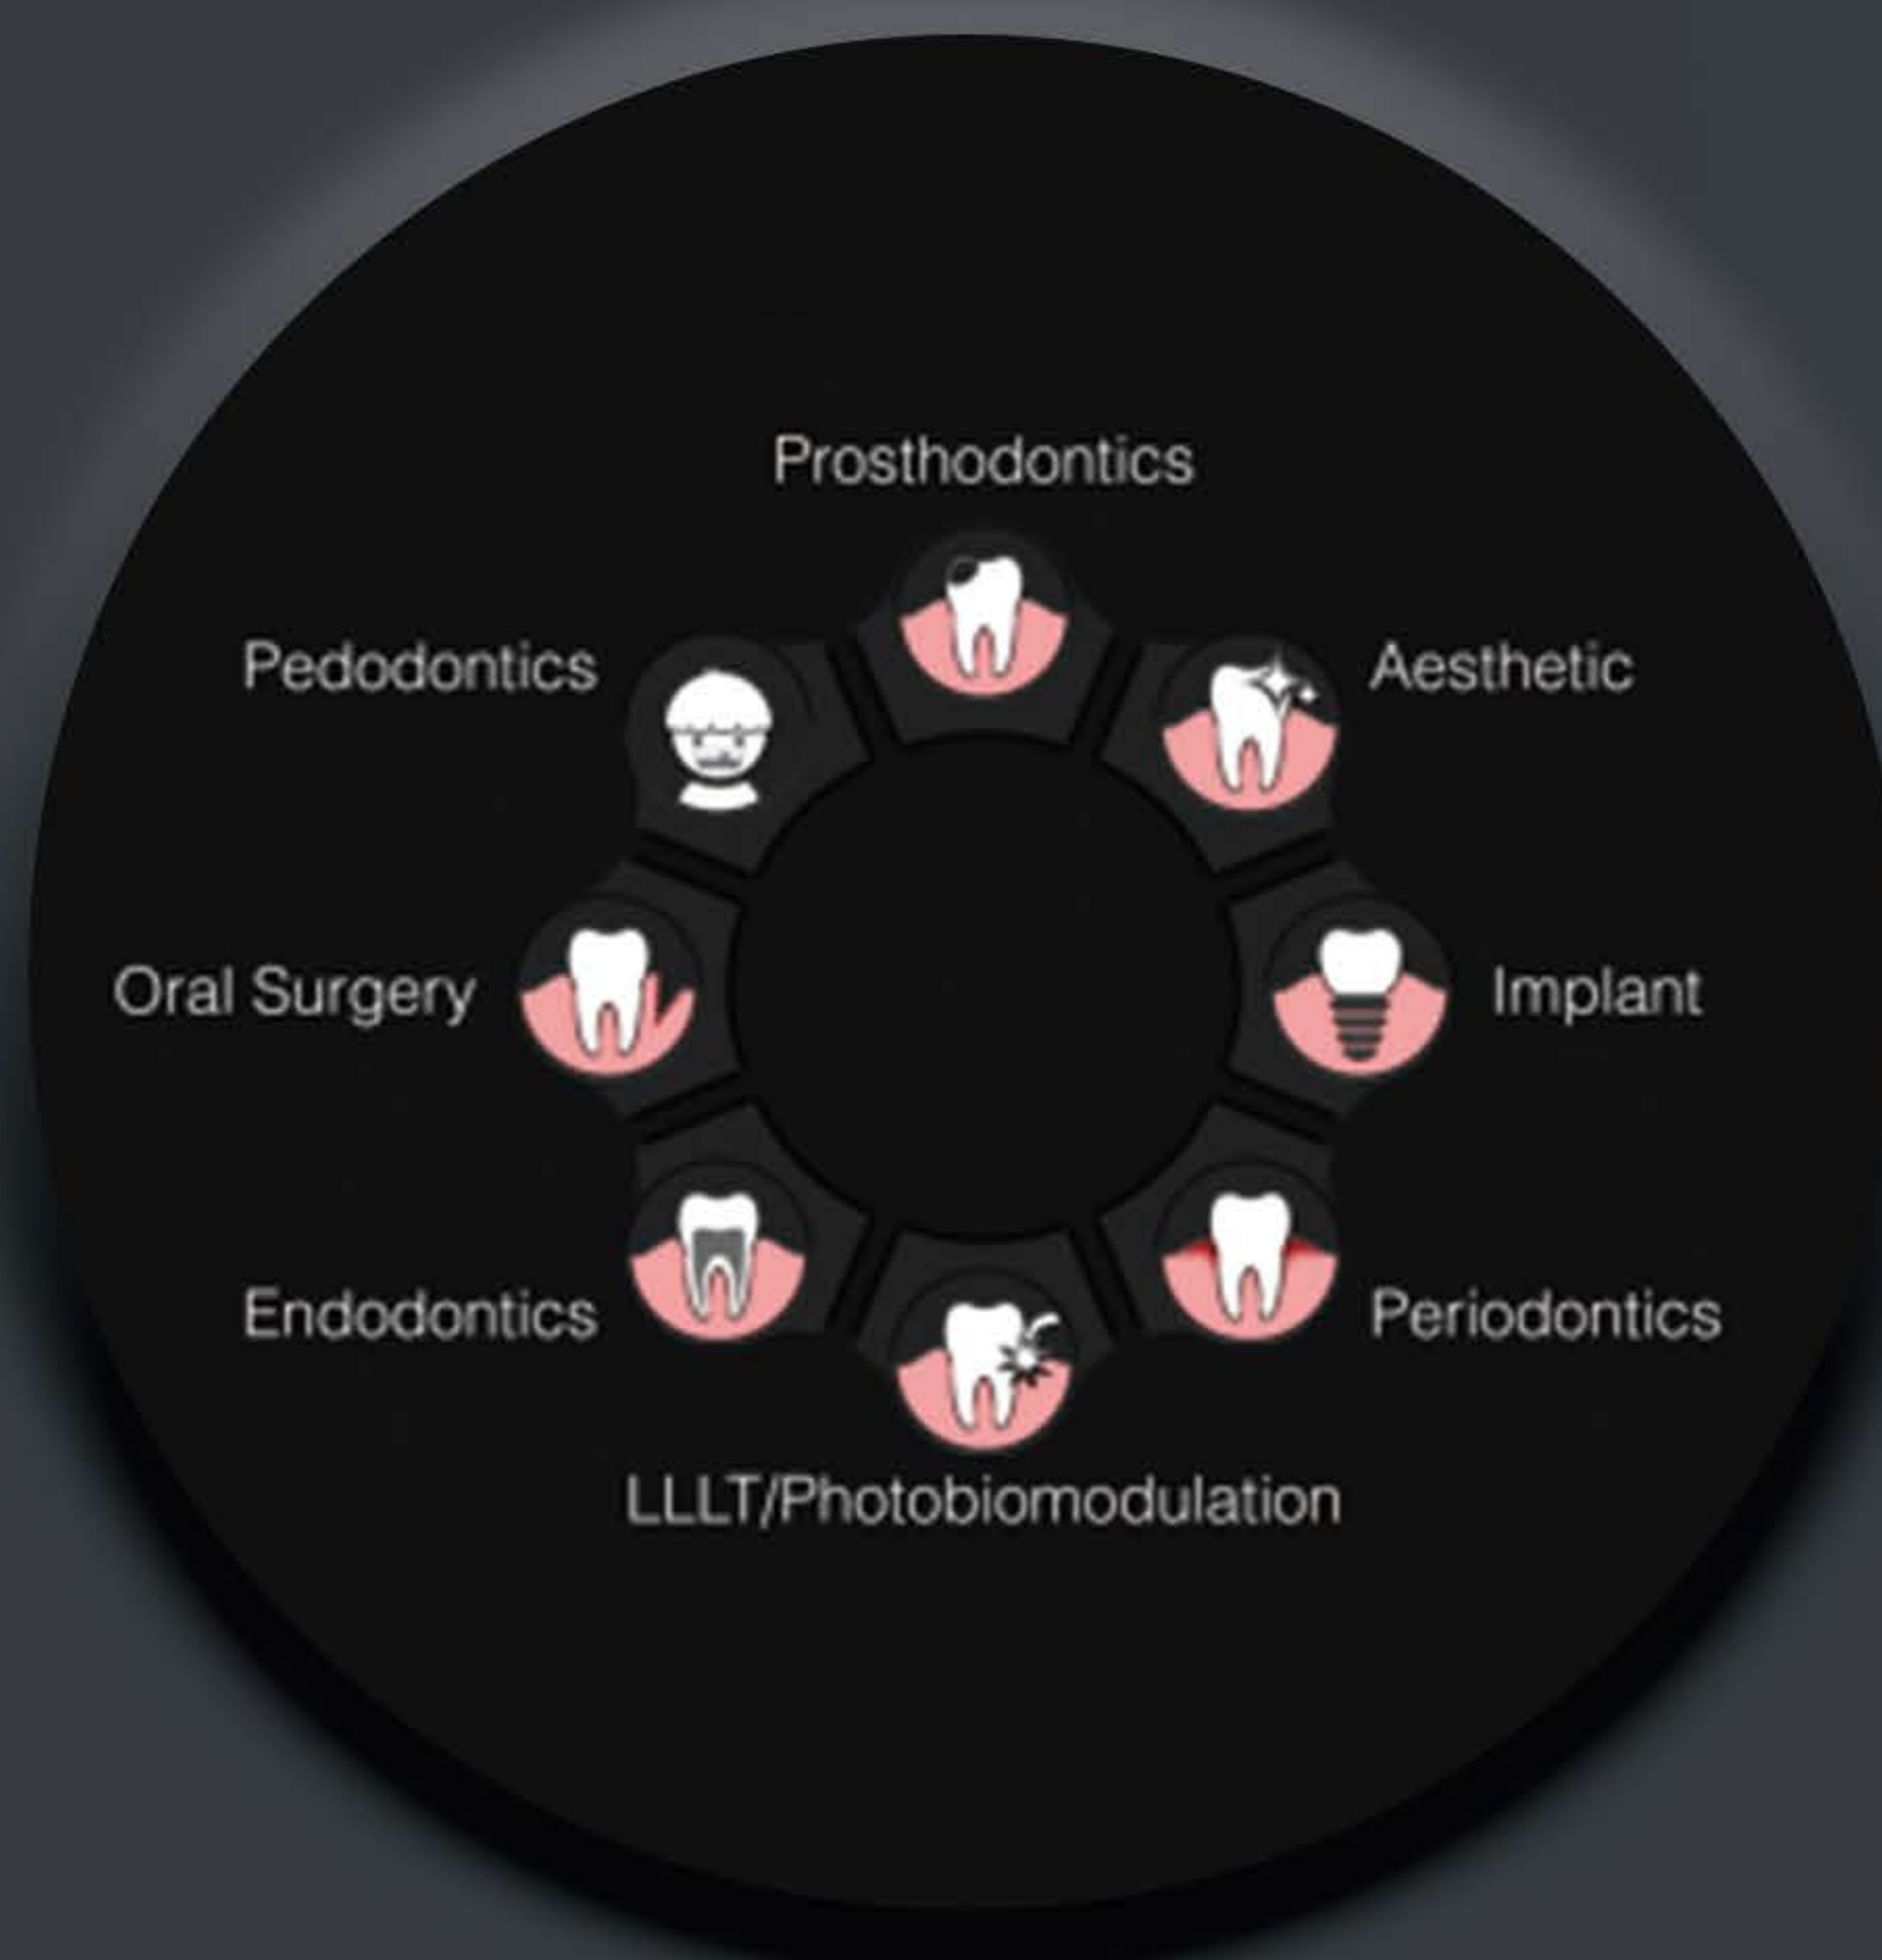 Prosthodontics
Pedodontics
Aesthetic
Oral Surgery
Implant
Endodontics
Periodontics
LLLT/Photobiomodulation